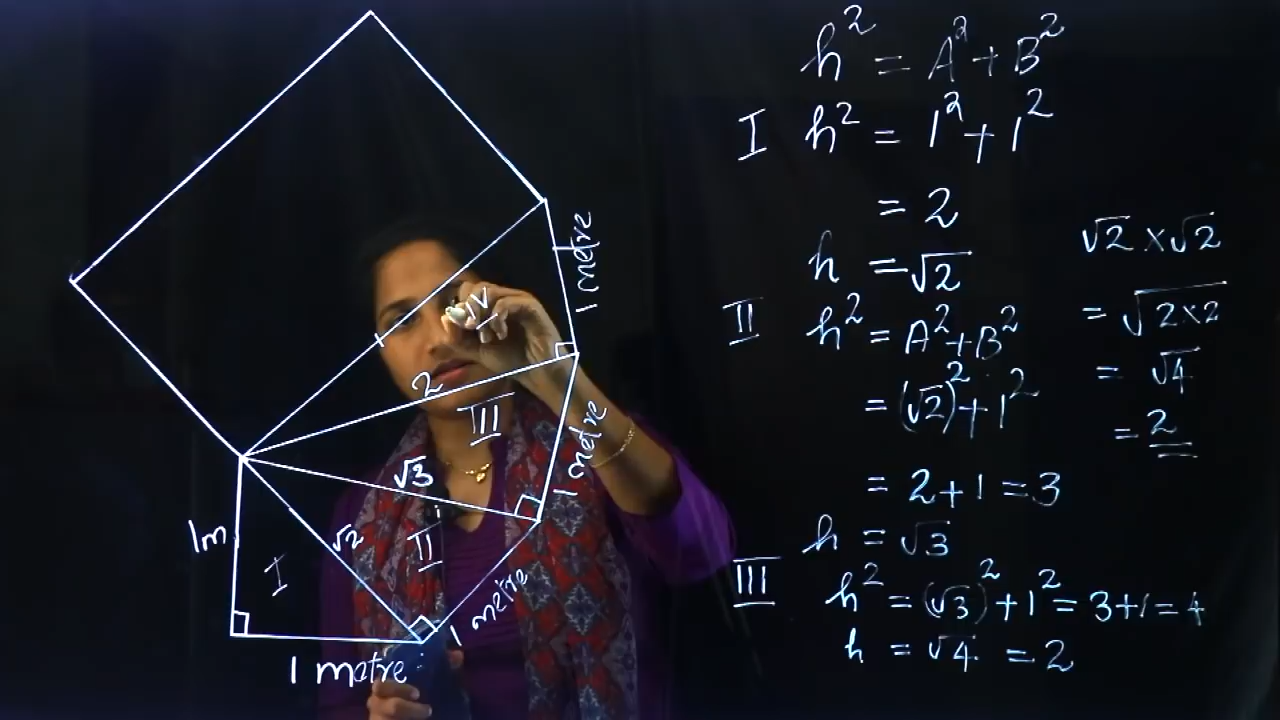 h² = A² + B²
I h² = 1² + 1²
= 2
h = √2
II h² = A² + B²
= (√2)² + 1²
= 2 + 1 = 3
h = √3
III h² = (√3)² + 1² = 3 + 1 = 4
h = √4 = 2
√2 × √2
= √2×2
= √4
= 2
1 metre
IV
2
III
1 metre
√3
1m
√2
II
I
1 metre
1 metre